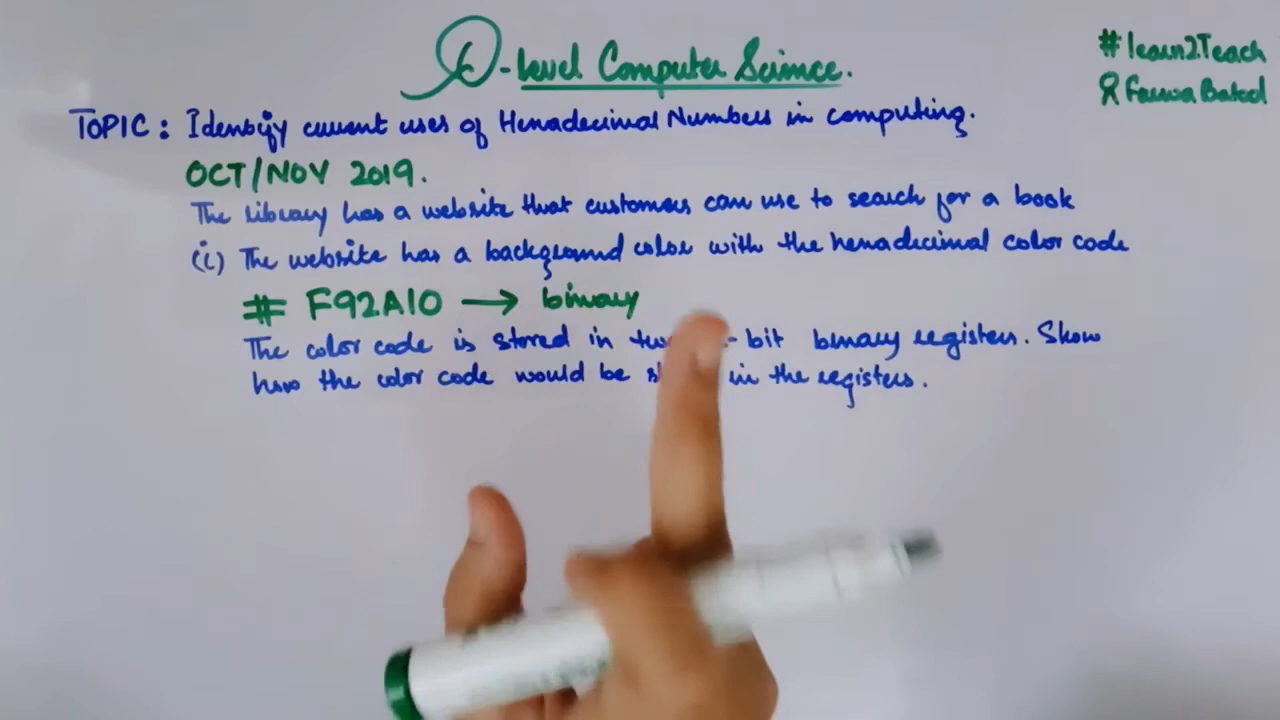 O-Level Computer Science.
#learn2Teach
TOPIC: Identify current uses of Hexadecimal Numbers in computing.
OCT/NOV 2019.
The library has a website that customers can use to search for a book
(i) The website has a background color with the hexadecimal color code
# F92A10 → binary
The color code is stored in -bit binary registers. Show
how the color code would be in the registers.